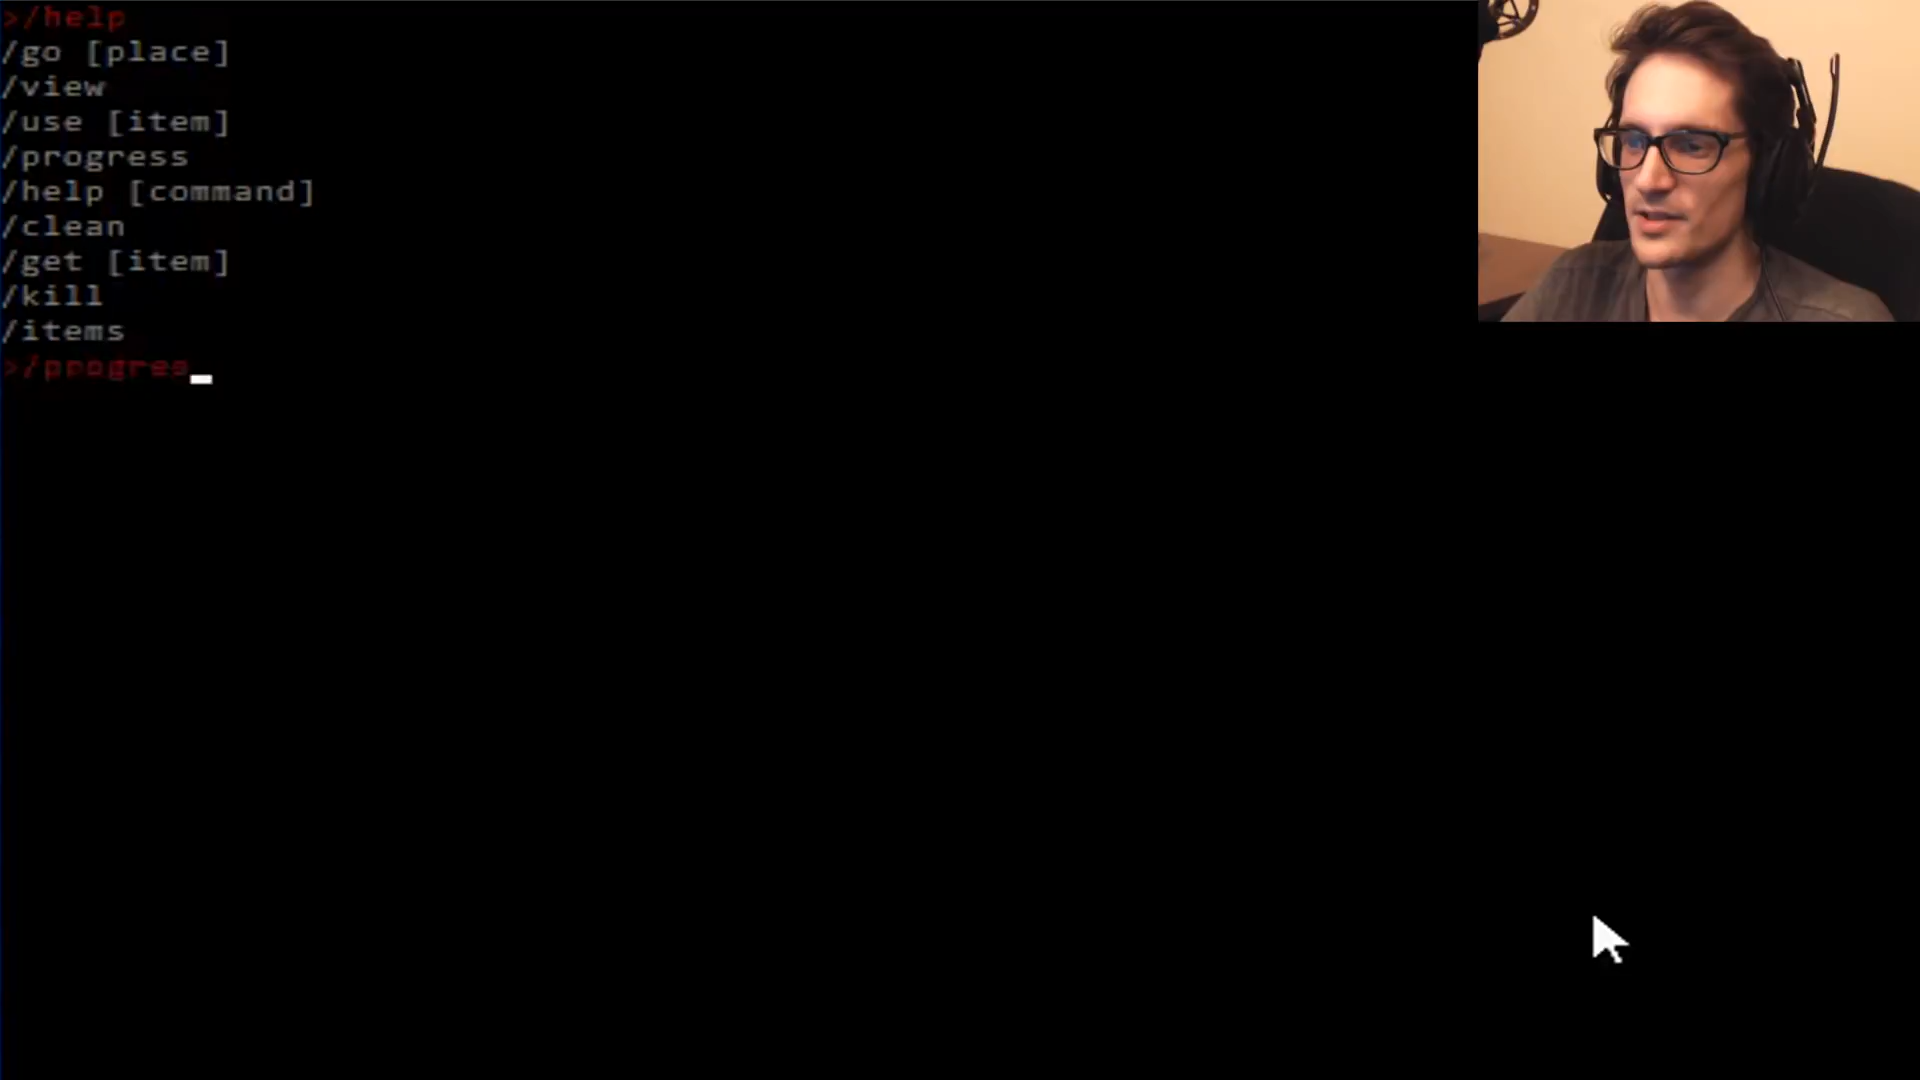 >/help
/go [place]
/view
/use [item]
/progress
/help [command]
/clean
/get [item]
/kill
/items
>/progres